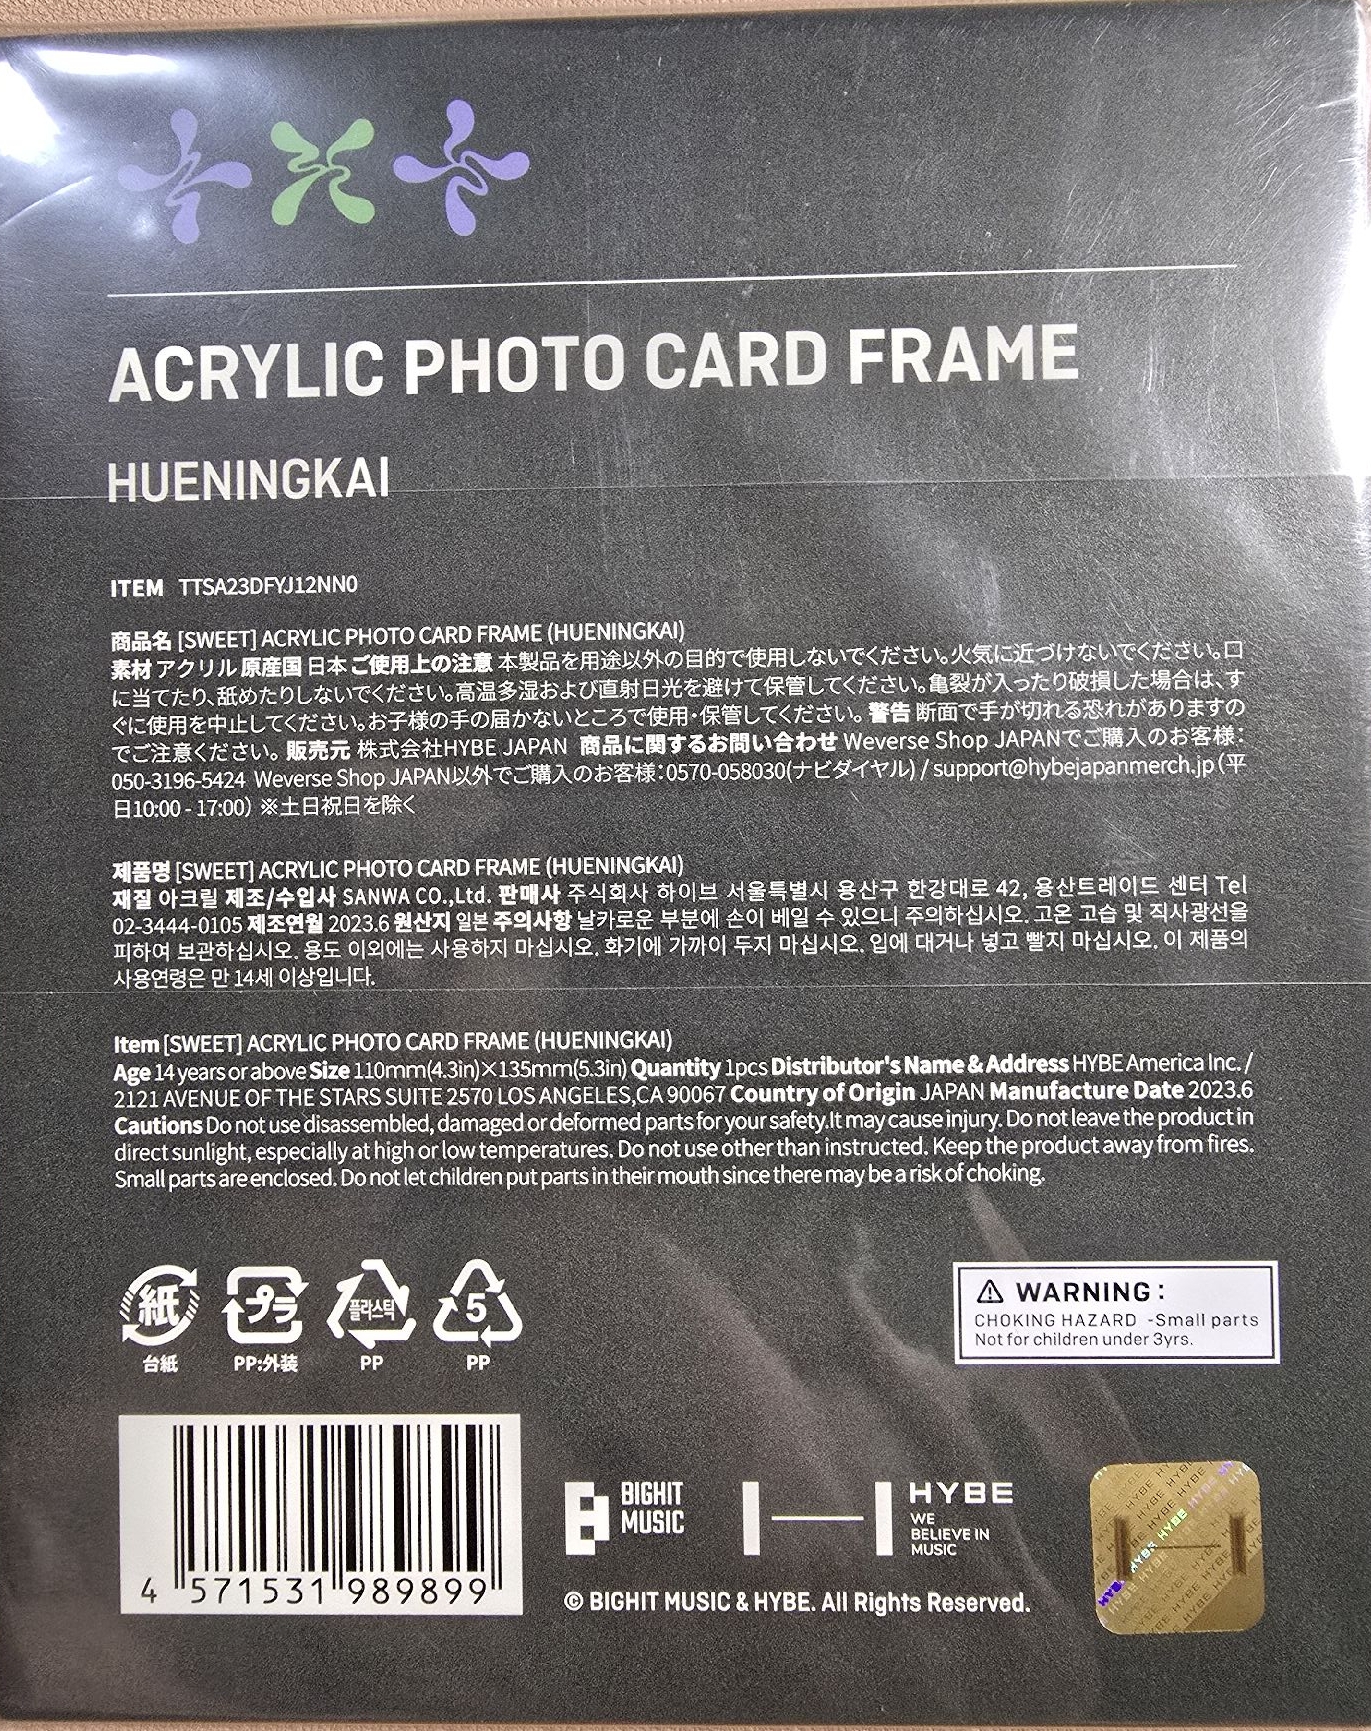 ACRYLIC PHOTO CARD FRAME
HUENINGKAI
ITEM TTSA23DFYJ12NN0
商品名 [SWEET] ACRYLIC PHOTO CARD FRAME (HUENINGKAI)
素材 アクリル 原産国 日本 ご使用上の注意 本製品を用途以外の目的で使用しないでください。火気に近づけないでください。口
に当てたり、舐めたりしないでください。高温多湿および直射日光を避けて保管してください。亀裂が入ったり破損した場合は、す
ぐに使用を中止してください。お子様の手の届かないところで使用・保管してください。 警告 断面で手が切れる恐れがありますの
でご注意ください。 販売元 株式会社HYBE JAPAN 商品に関するお問い合わせ Weverse Shop JAPANでご購入のお客様：
050-3196-5424 Weverse Shop JAPAN以外でご購入のお客様：0570-058030(ナビダイヤル) / support@hybejapanmerch.jp (平
日10:00 - 17:00) ※土日祝日を除く
제품명 [SWEET] ACRYLIC PHOTO CARD FRAME (HUENINGKAI)
재질 아크릴 제조/수입사 SANWA CO.,Ltd. 판매사 주식회사 하이브 서울특별시 용산구 한강대로 42, 용산트레이드 센터 Tel
02-3444-0105 제조연월 2023.6 원산지 일본 주의사항 날카로운 부분에 손이 베일 수 있으니 주의하십시오. 고온 고습 및 직사광선을
피하여 보관하십시오. 용도 이외에는 사용하지 마십시오. 화기에 가까이 두지 마십시오. 입에 대거나 넣고 빨지 마십시오. 이 제품의
사용연령은 만 14세 이상입니다.
Item [SWEET] ACRYLIC PHOTO CARD FRAME (HUENINGKAI)
Age 14 years or above Size 110mm(4.3in)×135mm(5.3in) Quantity 1pcs Distributor's Name & Address HYBE America Inc. /
2121 AVENUE OF THE STARS SUITE 2570 LOS ANGELES,CA 90067 Country of Origin JAPAN Manufacture Date 2023.6
Cautions Do not use disassembled, damaged or deformed parts for your safety.It may cause injury. Do not leave the product in
direct sunlight, especially at high or low temperatures. Do not use other than instructed. Keep the product away from fires.
Small parts are enclosed. Do not let children put parts in their mouth since there may be a risk of choking.
紙 プラ 플라스틱 5
台紙 PP:外装 PP PP
⚠ WARNING :
CHOKING HAZARD -Small parts
Not for children under 3yrs.
4 571531 989899
BIGHIT
MUSIC
HYBE
WE
BELIEVE IN
MUSIC
© BIGHIT MUSIC & HYBE. All Rights Reserved.
HYBE HYBE HYBE